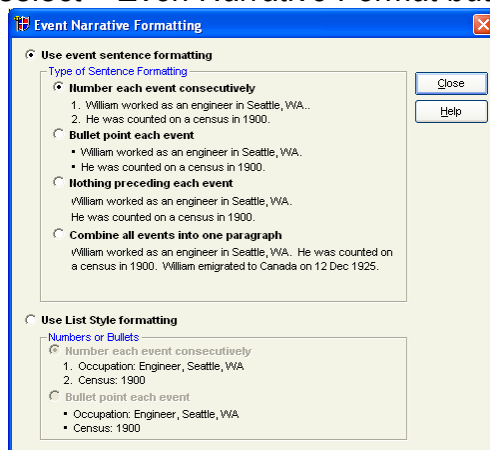 select Even Narrative Format but
Event Narrative Formatting
Use event sentence formatting
Type of Sentence Formatting
Number each event consecutively
1. William worked as an engineer in Seattle, WA..
2. He was counted on a census in 1900.
Bullet point each event
• William worked as an engineer in Seattle, WA.
• He was counted on a census in 1900.
Nothing preceding each event
William worked as an engineer in Seattle, WA.
He was counted on a census in 1900.
Combine all events into one paragraph
William worked as an engineer in Seattle, WA. He was counted on
a census in 1900. William emigrated to Canada on 12 Dec 1925.
Close
Help
Use List Style formatting
Numbers or Bullets
Number each event consecutively
1. Occupation: Engineer, Seattle, WA
2. Census: 1900
Bullet point each event
• Occupation: Engineer, Seattle, WA
• Census: 1900